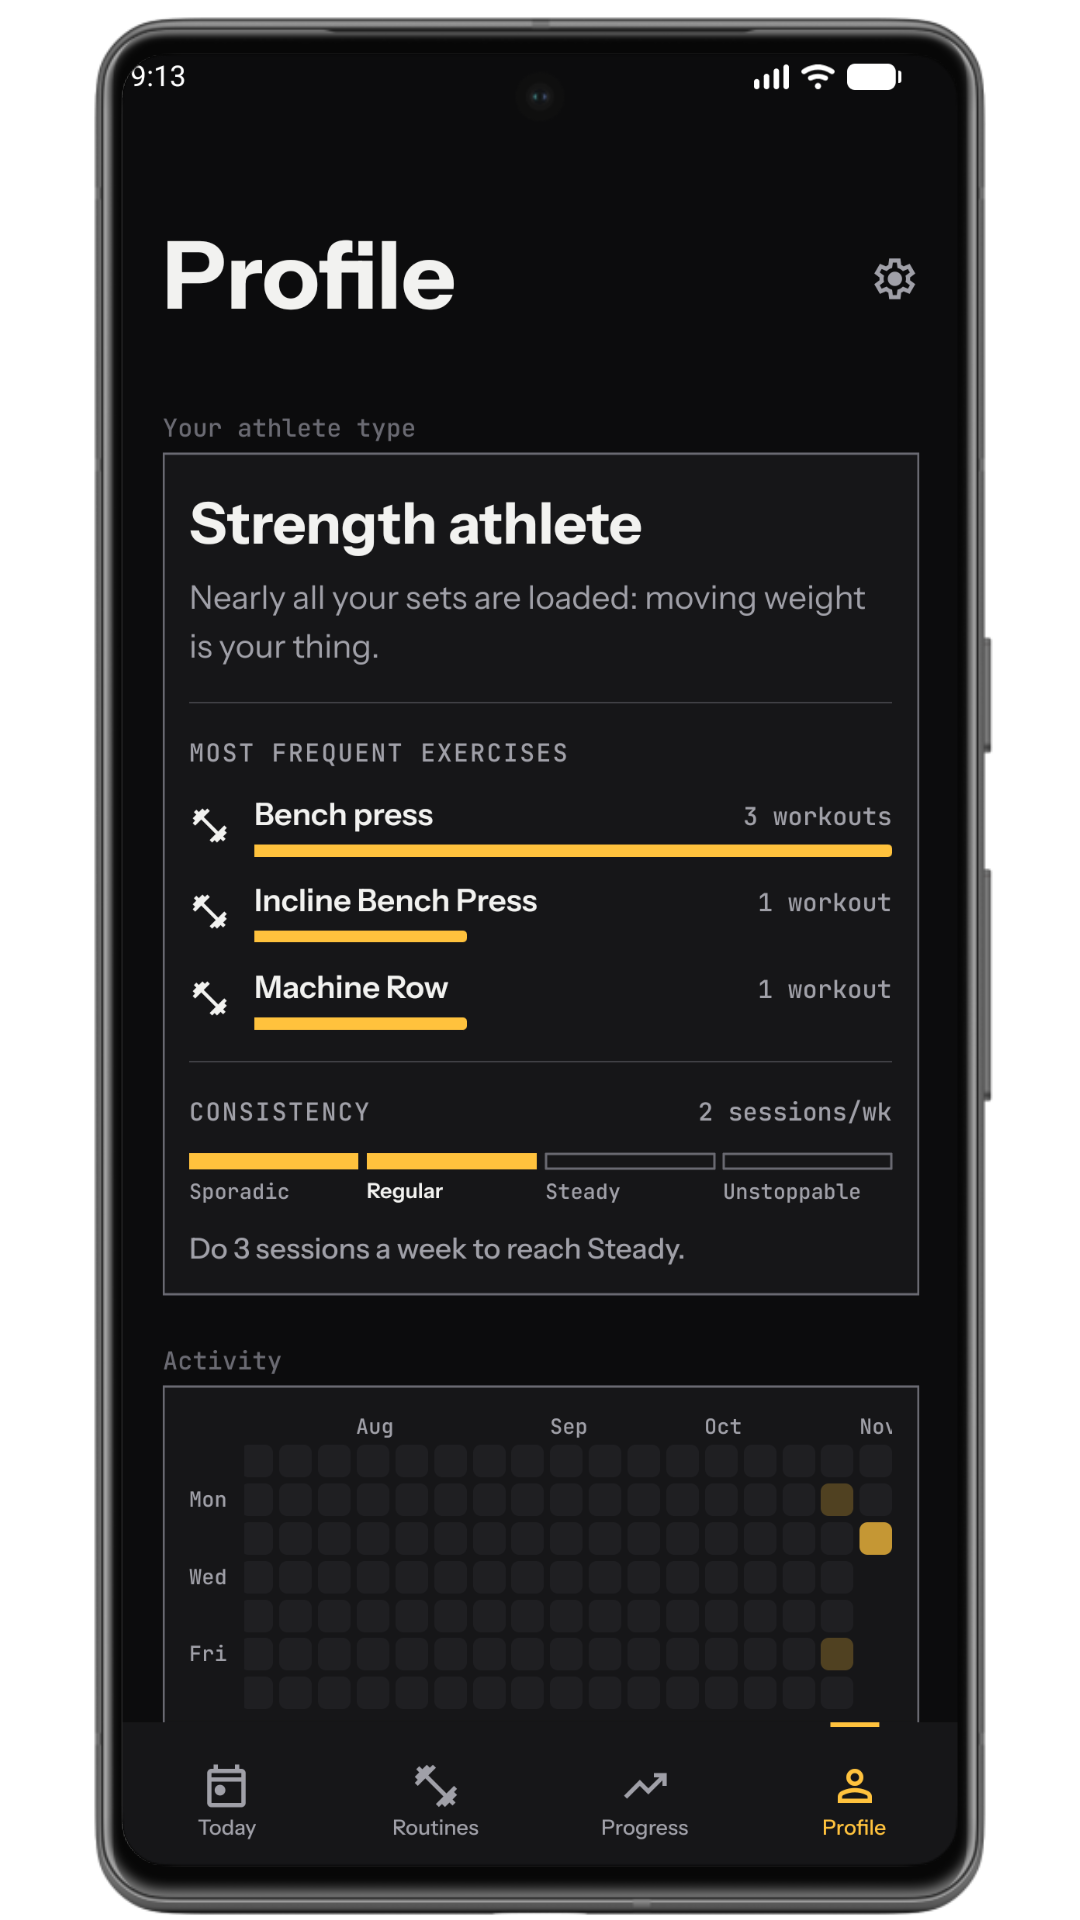 9:13
Profile
Your athlete type
Strength athlete
Nearly all your sets are loaded: moving weight
is your thing.
MOST FREQUENT EXERCISES
Bench press
3 workouts
Incline Bench Press
1 workout
Machine Row
1 workout
CONSISTENCY
2 sessions/wk
Sporadic
Regular
Steady
Unstoppable
Do 3 sessions a week to reach Steady.
Activity
Aug
Sep
Oct
Nov
Mon
Wed
Fri
Today
Routines
Progress
Profile